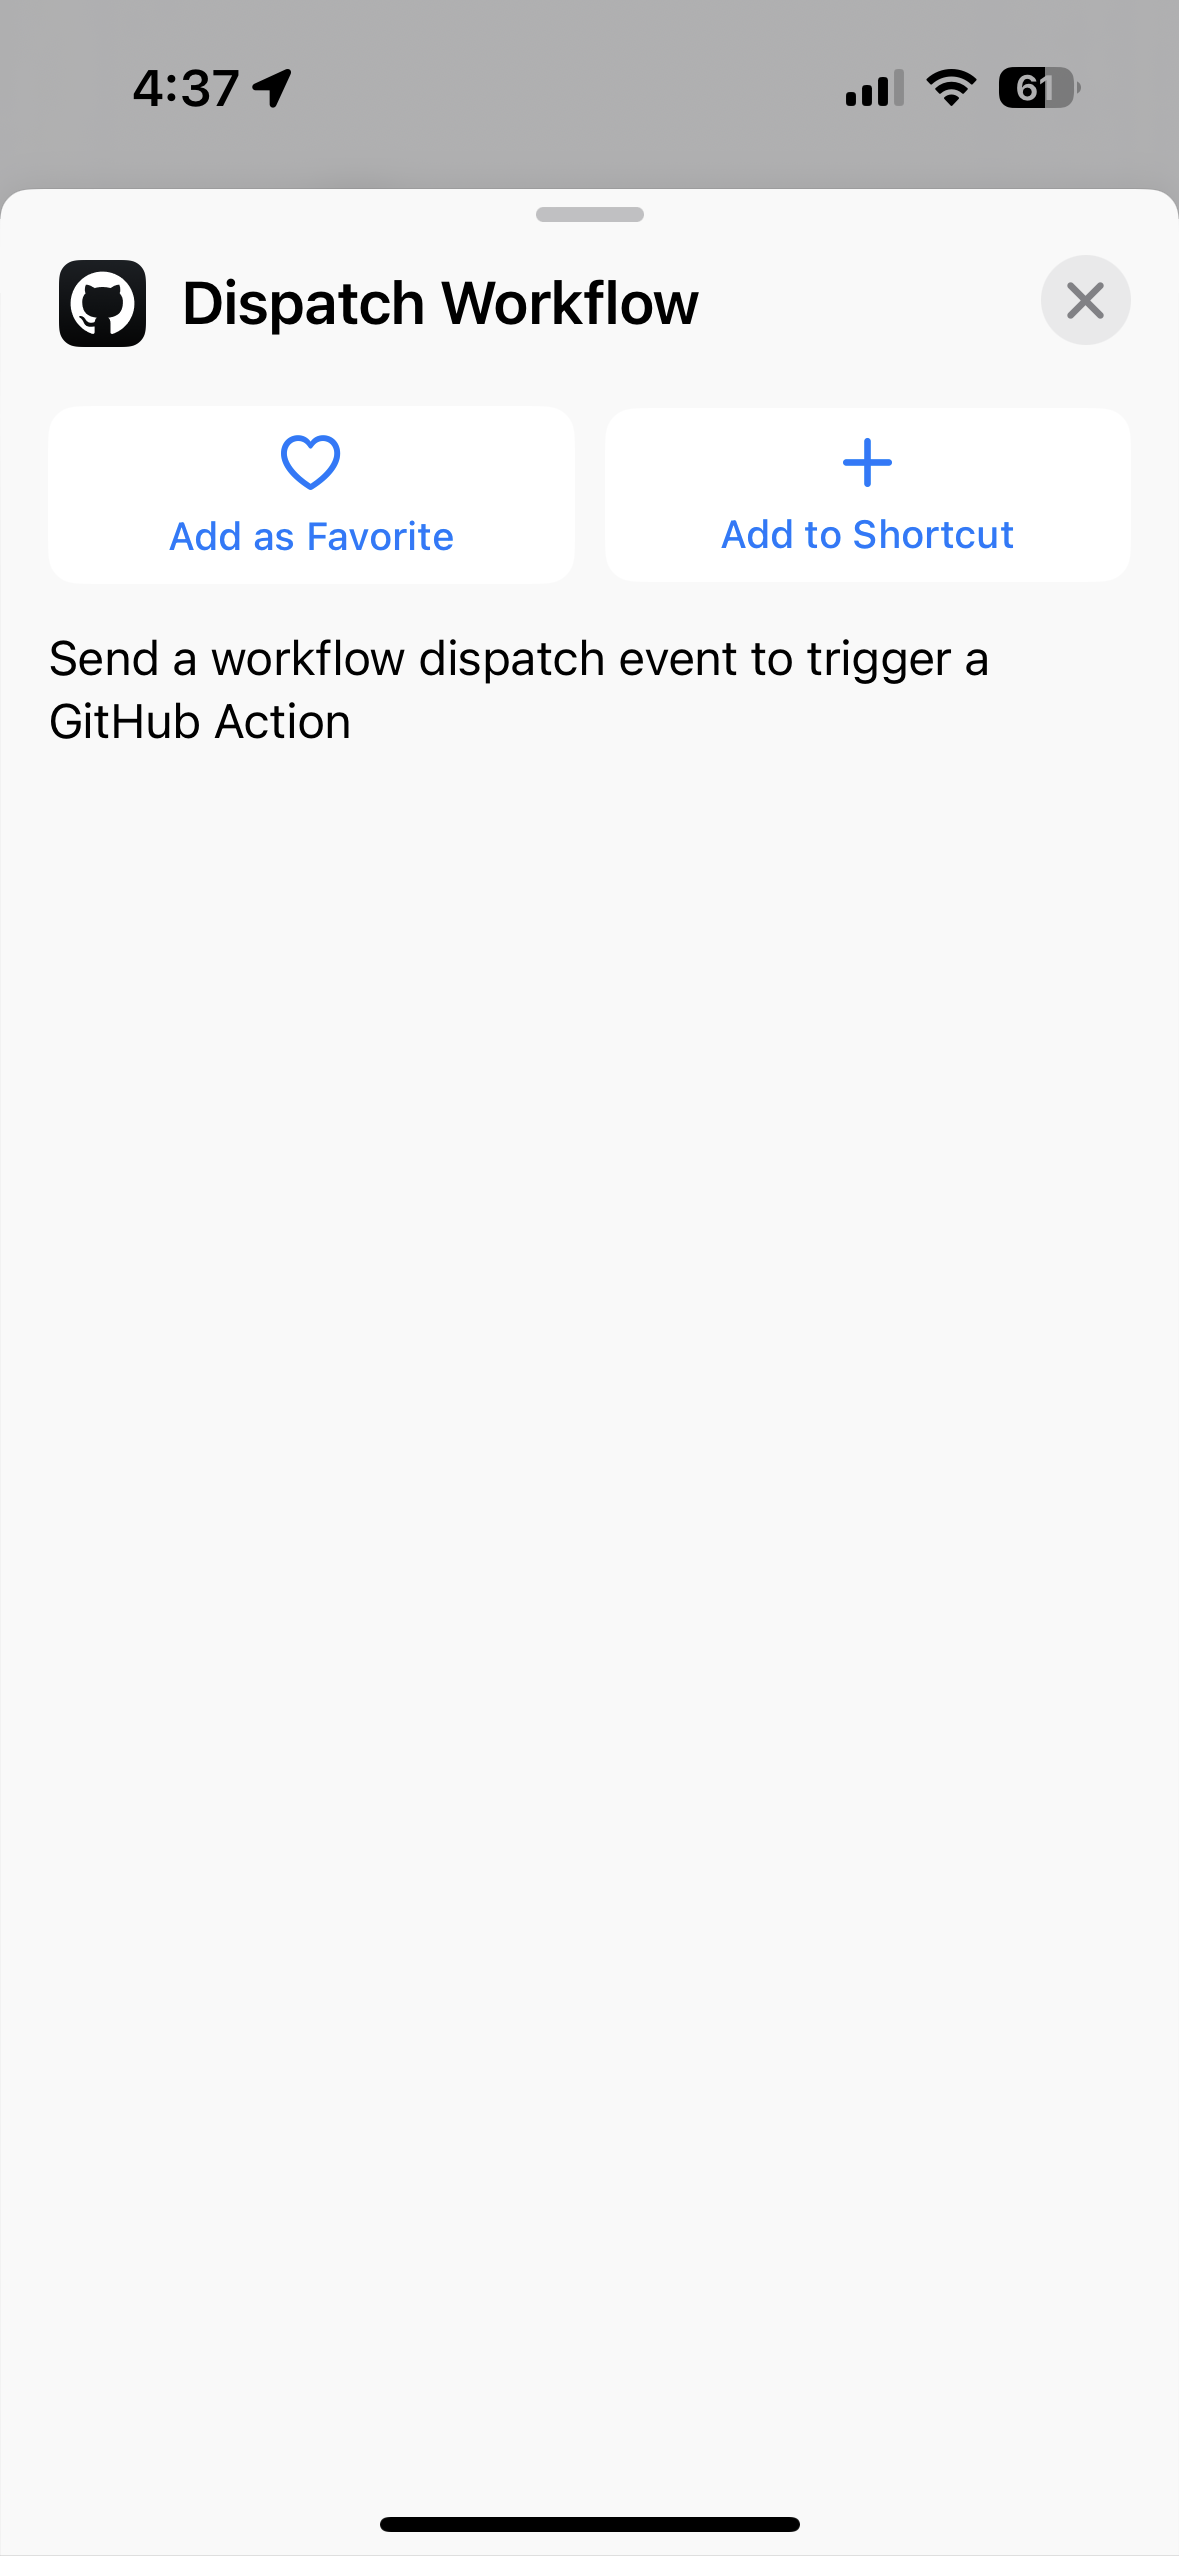 4:37
61
Dispatch Workflow
Add as Favorite
Add to Shortcut
Send a workflow dispatch event to trigger a
GitHub Action